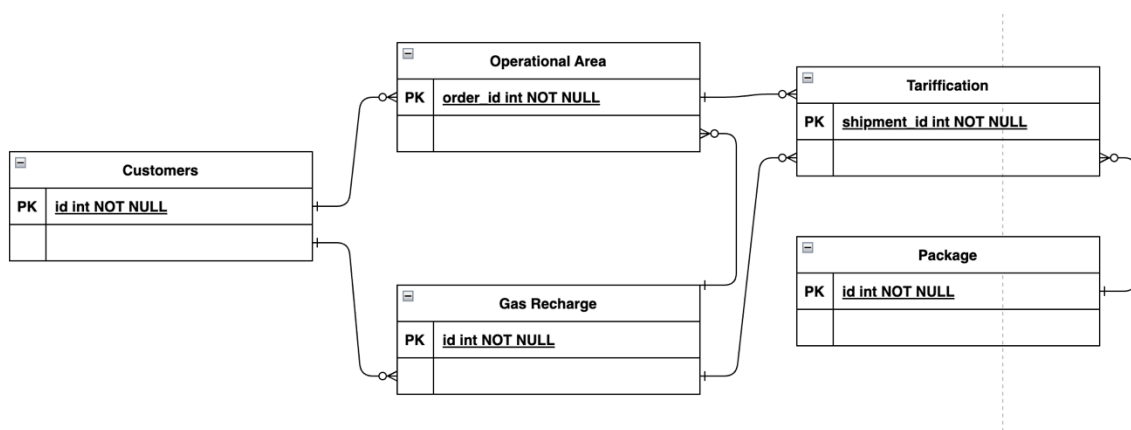 Operational Area
PK order_id int NOT NULL
Tariffication
PK shipment_id int NOT NULL
Customers
PK id int NOT NULL
Package
PK id int NOT NULL
Gas Recharge
PK id int NOT NULL